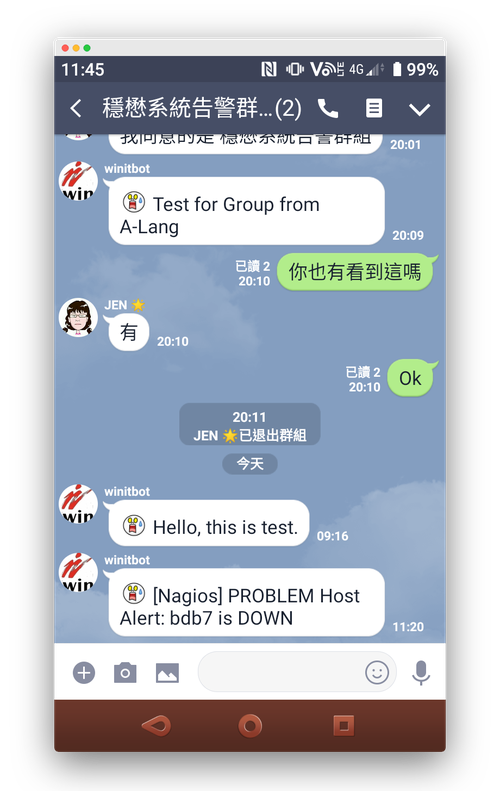 11:45
4G
99%
穩懋系統告警群...(2)
我同意的是 穩懋系統告警群組
20:01
winitbot
win
Test for Group from
A-Lang
20:09
已讀 2
20:10
你也有看到這嗎
JEN
有
20:10
已讀 2
20:10
Ok
20:11
JEN 🌟已退出群組
今天
winitbot
win
Hello, this is test.
09:16
winitbot
win
[Nagios] PROBLEM Host
Alert: bdb7 is DOWN
11:20